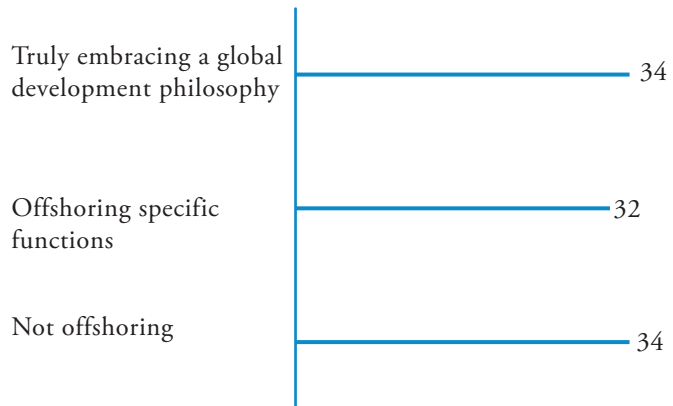 Truly embracing a global
development philosophy
34
Offshoring specific
functions
32
Not offshoring
34